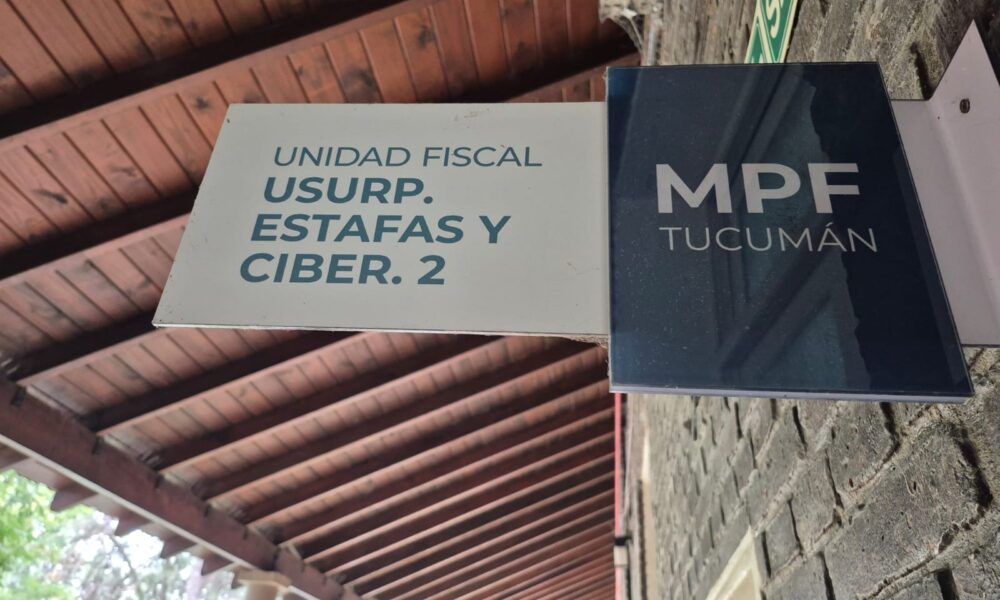 UNIDAD FISCAL
USURP.
ESTAFAS Y
CIBER. 2
MPF
TUCUMÁN